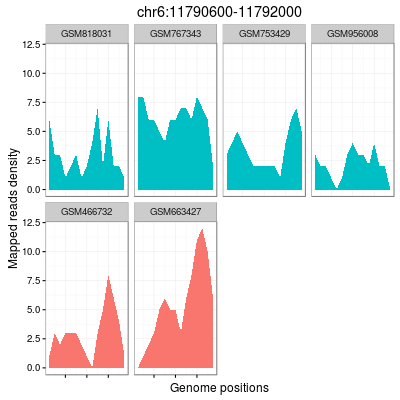 chr6:11790600-11792000
GSM818031 GSM767343 GSM753429 GSM956008
12.5
10.0
7.5
5.0
2.5
0.0
Mapped reads density
GSM466732 GSM663427
12.5
10.0
7.5
5.0
2.5
0.0
Genome positions